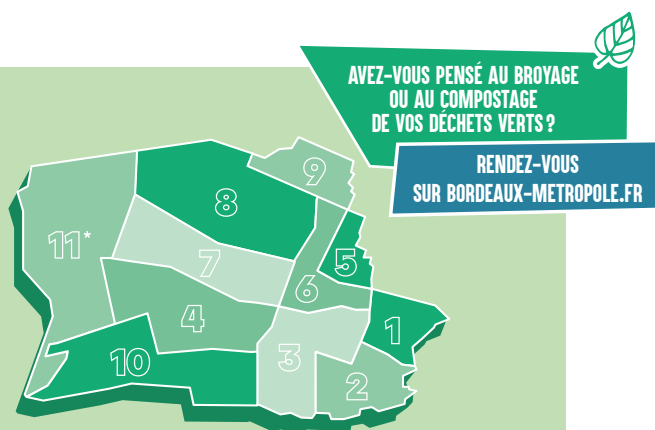 AVEZ-VOUS PENSÉ AU BROYAGE
OU AU COMPOSTAGE
DE VOS DÉCHETS VERTS ?
RENDEZ-VOUS
SUR BORDEAUX-METROPOLE.FR
9
8
11*
7
5
6
4
1
3
10
2